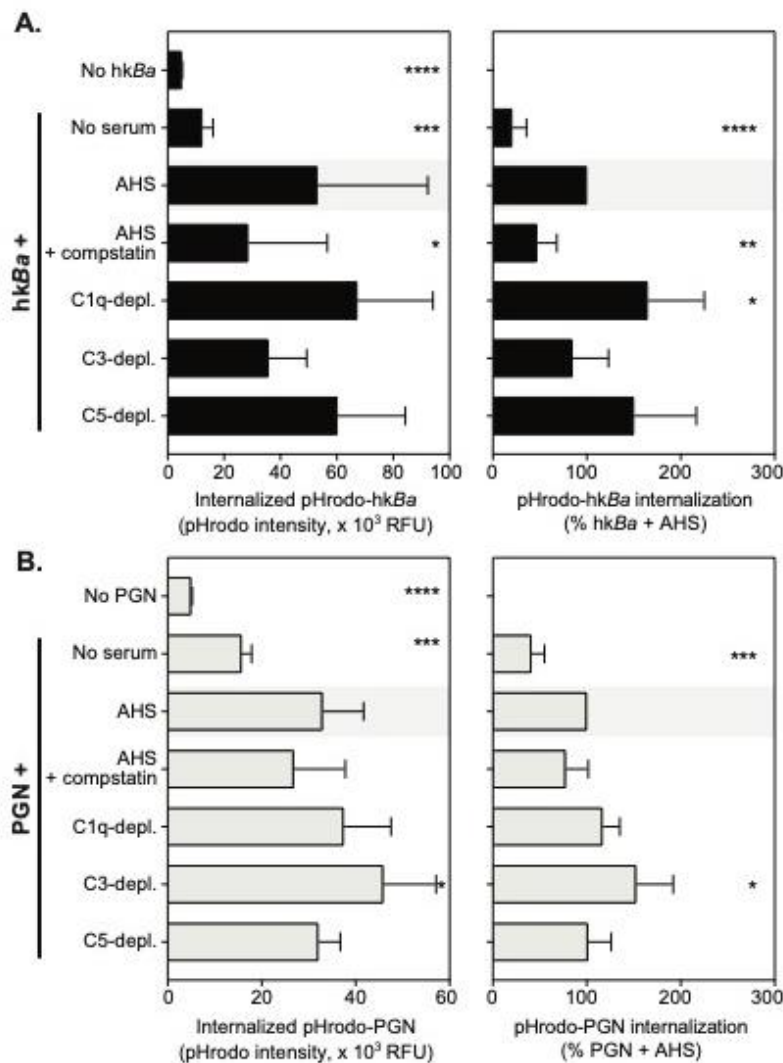 A.
No hkBa
****
No serum
***
****
AHS
AHS
+ compstatin
*
**
C1q-depl.
*
C3-depl.
C5-depl.
hkBa +
0 20 40 60 80 100
0 100 200 300
Internalized pHrodo-hkBa
(pHrodo intensity, x 10³ RFU)
pHrodo-hkBa internalization
(% hkBa + AHS)
B.
No PGN
****
No serum
***
***
AHS
AHS
+ compstatin
C1q-depl.
C3-depl.
*
*
C5-depl.
PGN +
0 20 40 60
0 100 200 300
Internalized pHrodo-PGN
(pHrodo intensity, x 10³ RFU)
pHrodo-PGN internalization
(% PGN + AHS)